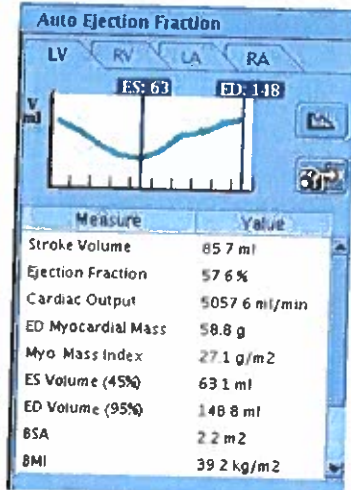 Auto Ejection Fraction
LV RV LA RA
ES: 63 ED: 148
V
ml
Measure Value
Stroke Volume 85 7 ml
Ejection Fraction 57 6%
Cardiac Output 5057 6 ml/min
ED Myocardial Mass 58.8 g
Myo Mass Index 27.1 g/m2
ES Volume (45%) 63 1 ml
ED Volume (95%) 148 8 ml
BSA 2.2 m2
BMI 39 2 kg/m2